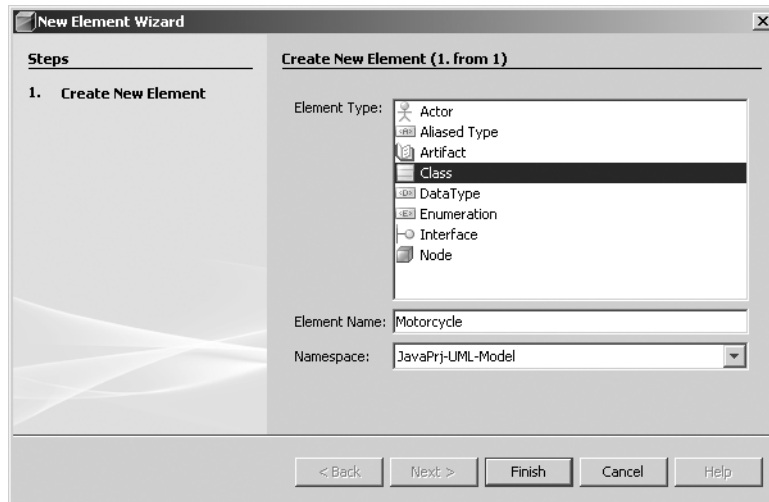 New Element Wizard
Steps
1. Create New Element
Create New Element (1. from 1)
Element Type:
Actor
<A> Aliased Type
Artifact
Class
<D> DataType
<E> Enumeration
Interface
Node
Element Name: Motorcycle
Namespace: JavaPrj-UML-Model
< Back Next > Finish Cancel Help